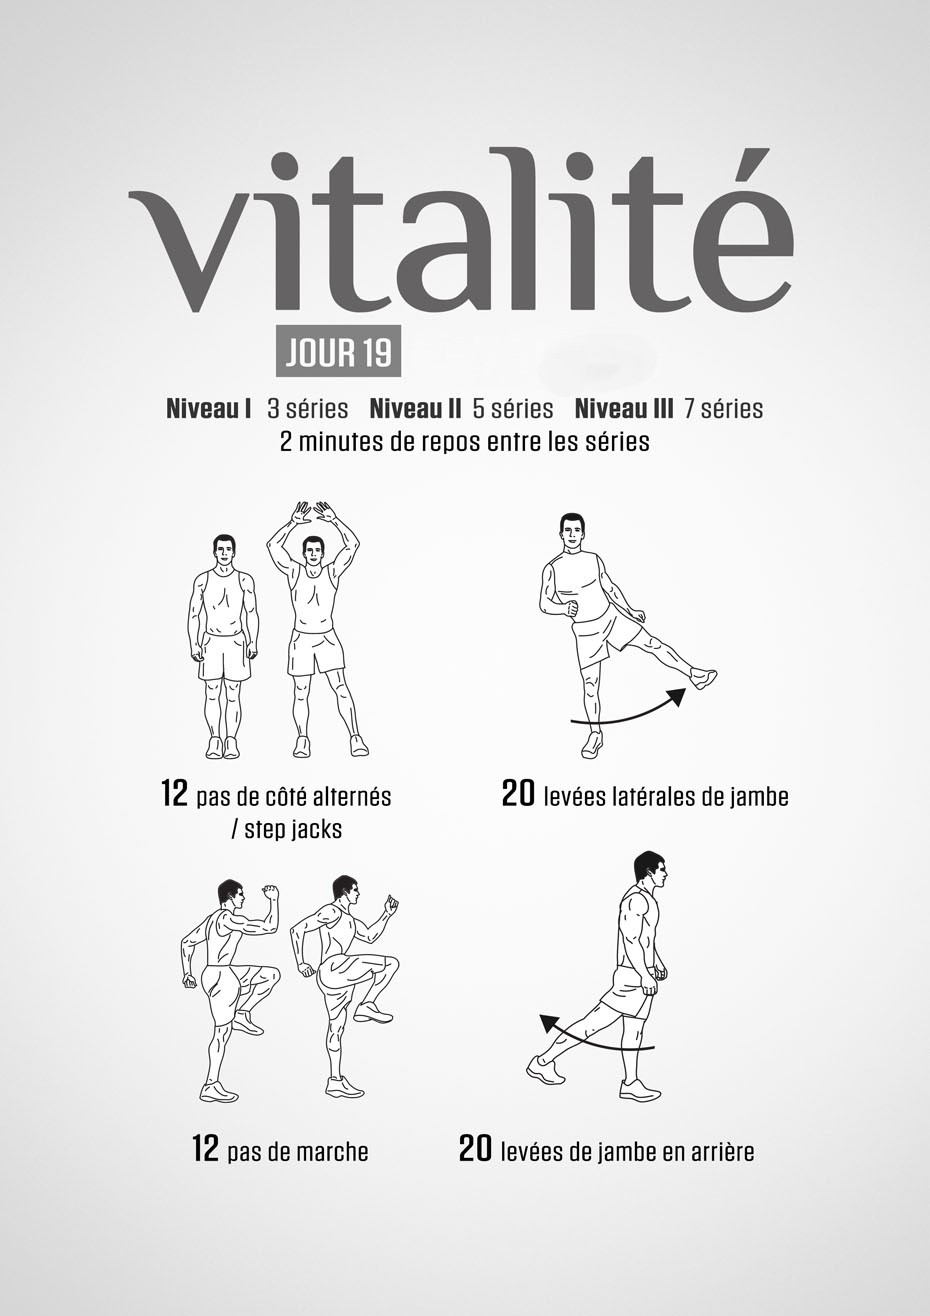 vitalité
JOUR 19
Niveau I 3 séries Niveau II 5 séries Niveau III 7 séries
2 minutes de repos entre les séries
12 pas de côté alternés
/ step jacks
20 levées latérales de jambe
12 pas de marche
20 levées de jambe en arrière